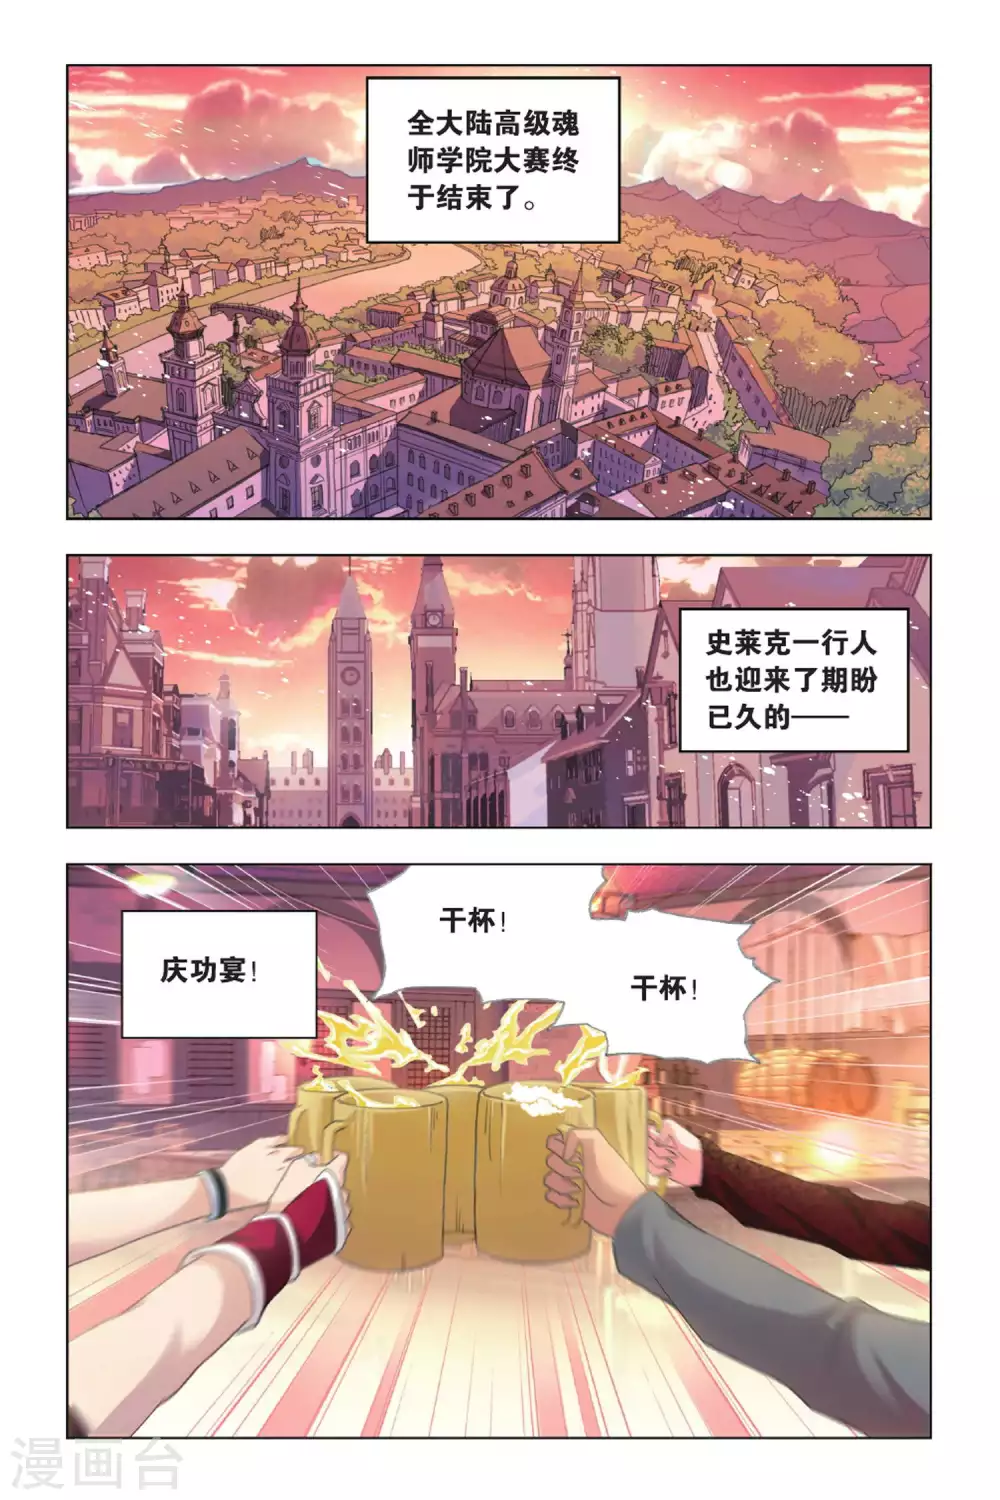 全大陆高级魂
师学院大赛终
于结束了。
史莱克一行人
也迎来了期盼
已久的——
庆功宴！
干杯！
干杯！
漫画台